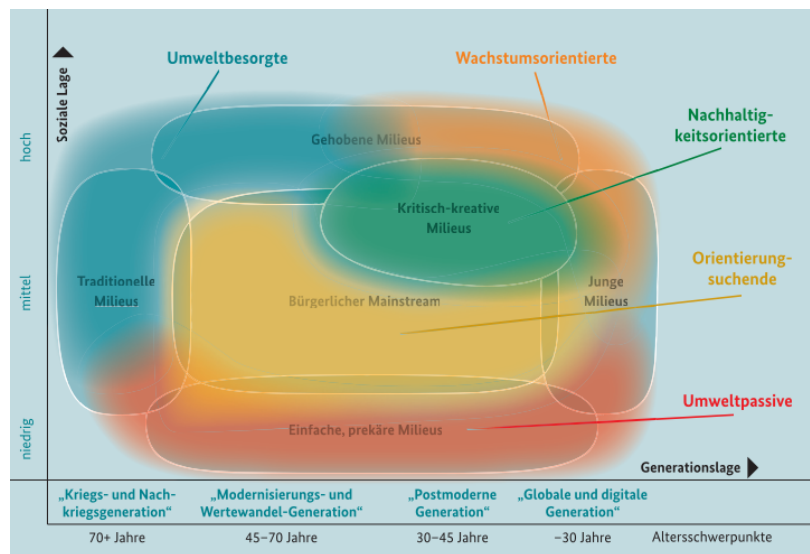 Umweltbesorgte
Wachstumsorientierte
Soziale Lage
Nachhaltig-
keitsorientierte
hoch
Gehobene Milieus
Kritisch-kreative
Milieus
Orientierung-
suchende
mittel
Traditionelle
Milieus
Bürgerlicher Mainstream
Junge
Milieus
Umweltpassive
niedrig
Einfache, prekäre Milieus
Generationslage
„Kriegs- und Nach-
kriegsgeneration“
„Modernisierungs- und
Wertewandel-Generation“
„Postmoderne
Generation“
„Globale und digitale
Generation“
70+ Jahre
45–70 Jahre
30–45 Jahre
–30 Jahre
Altersschwerpunkte